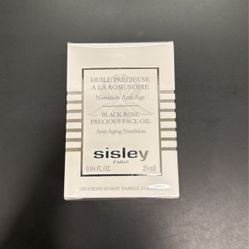 HUILE PRÉCIEUSE
A LA ROSE NOIRE
Nutrition Anti-Age
BLACK ROSE
PRECIOUS FACE OIL
Anti-Aging Nutrition
sisley
PARIS
0.84 FL.OZ 25 ml